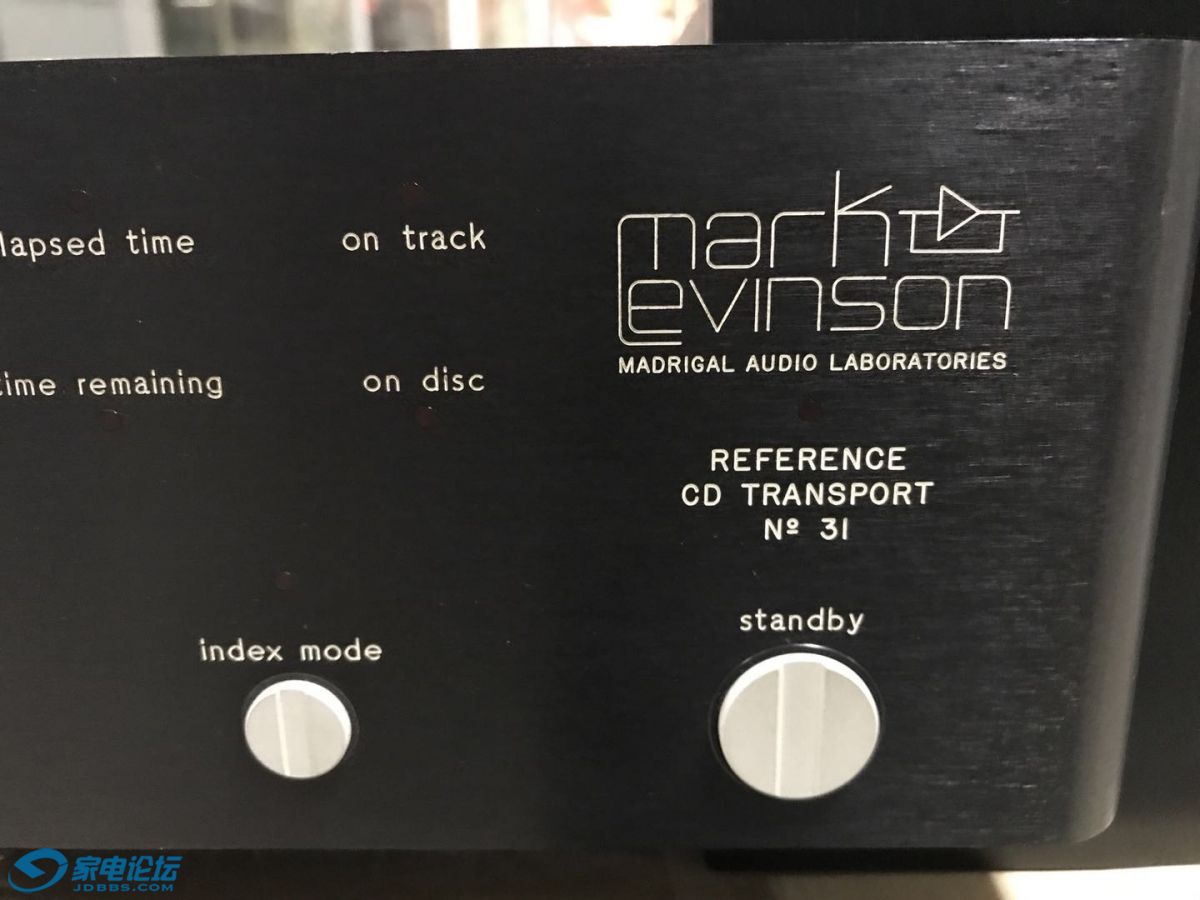 lapsed time
on track
mark
levinson
MADRIGAL AUDIO LABORATORIES
time remaining
on disc
REFERENCE
CD TRANSPORT
Nº 31
index mode
standby
家电论坛
JDBBS.COM